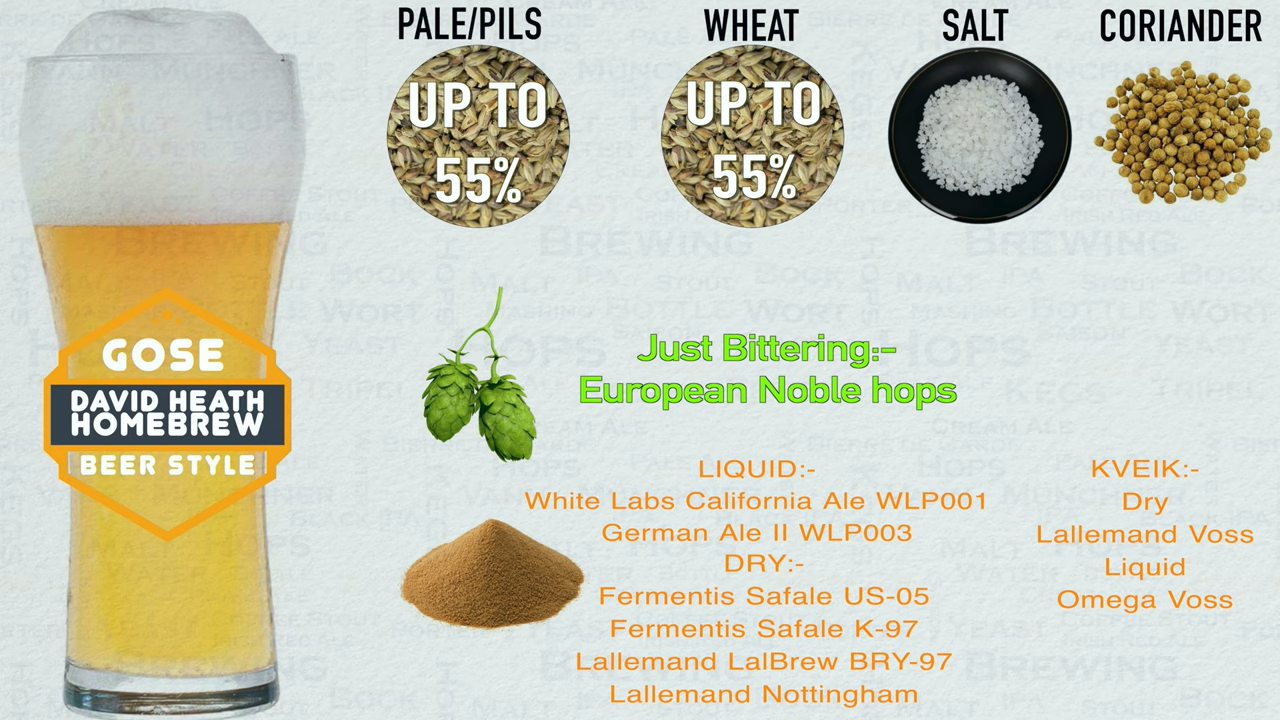 PALE/PILS
WHEAT
SALT
CORIANDER
UP TO
55%
UP TO
55%
GOSE
DAVID HEATH
HOMEBREW
BEER STYLE
Just Bittering:-
European Noble hops
LIQUID:-
White Labs California Ale WLP001
German Ale II WLP003
DRY:-
Fermentis Safale US-05
Fermentis Safale K-97
Lallemand LalBrew BRY-97
Lallemand Nottingham
KVEIK:-
Dry
Lallemand Voss
Liquid
Omega Voss